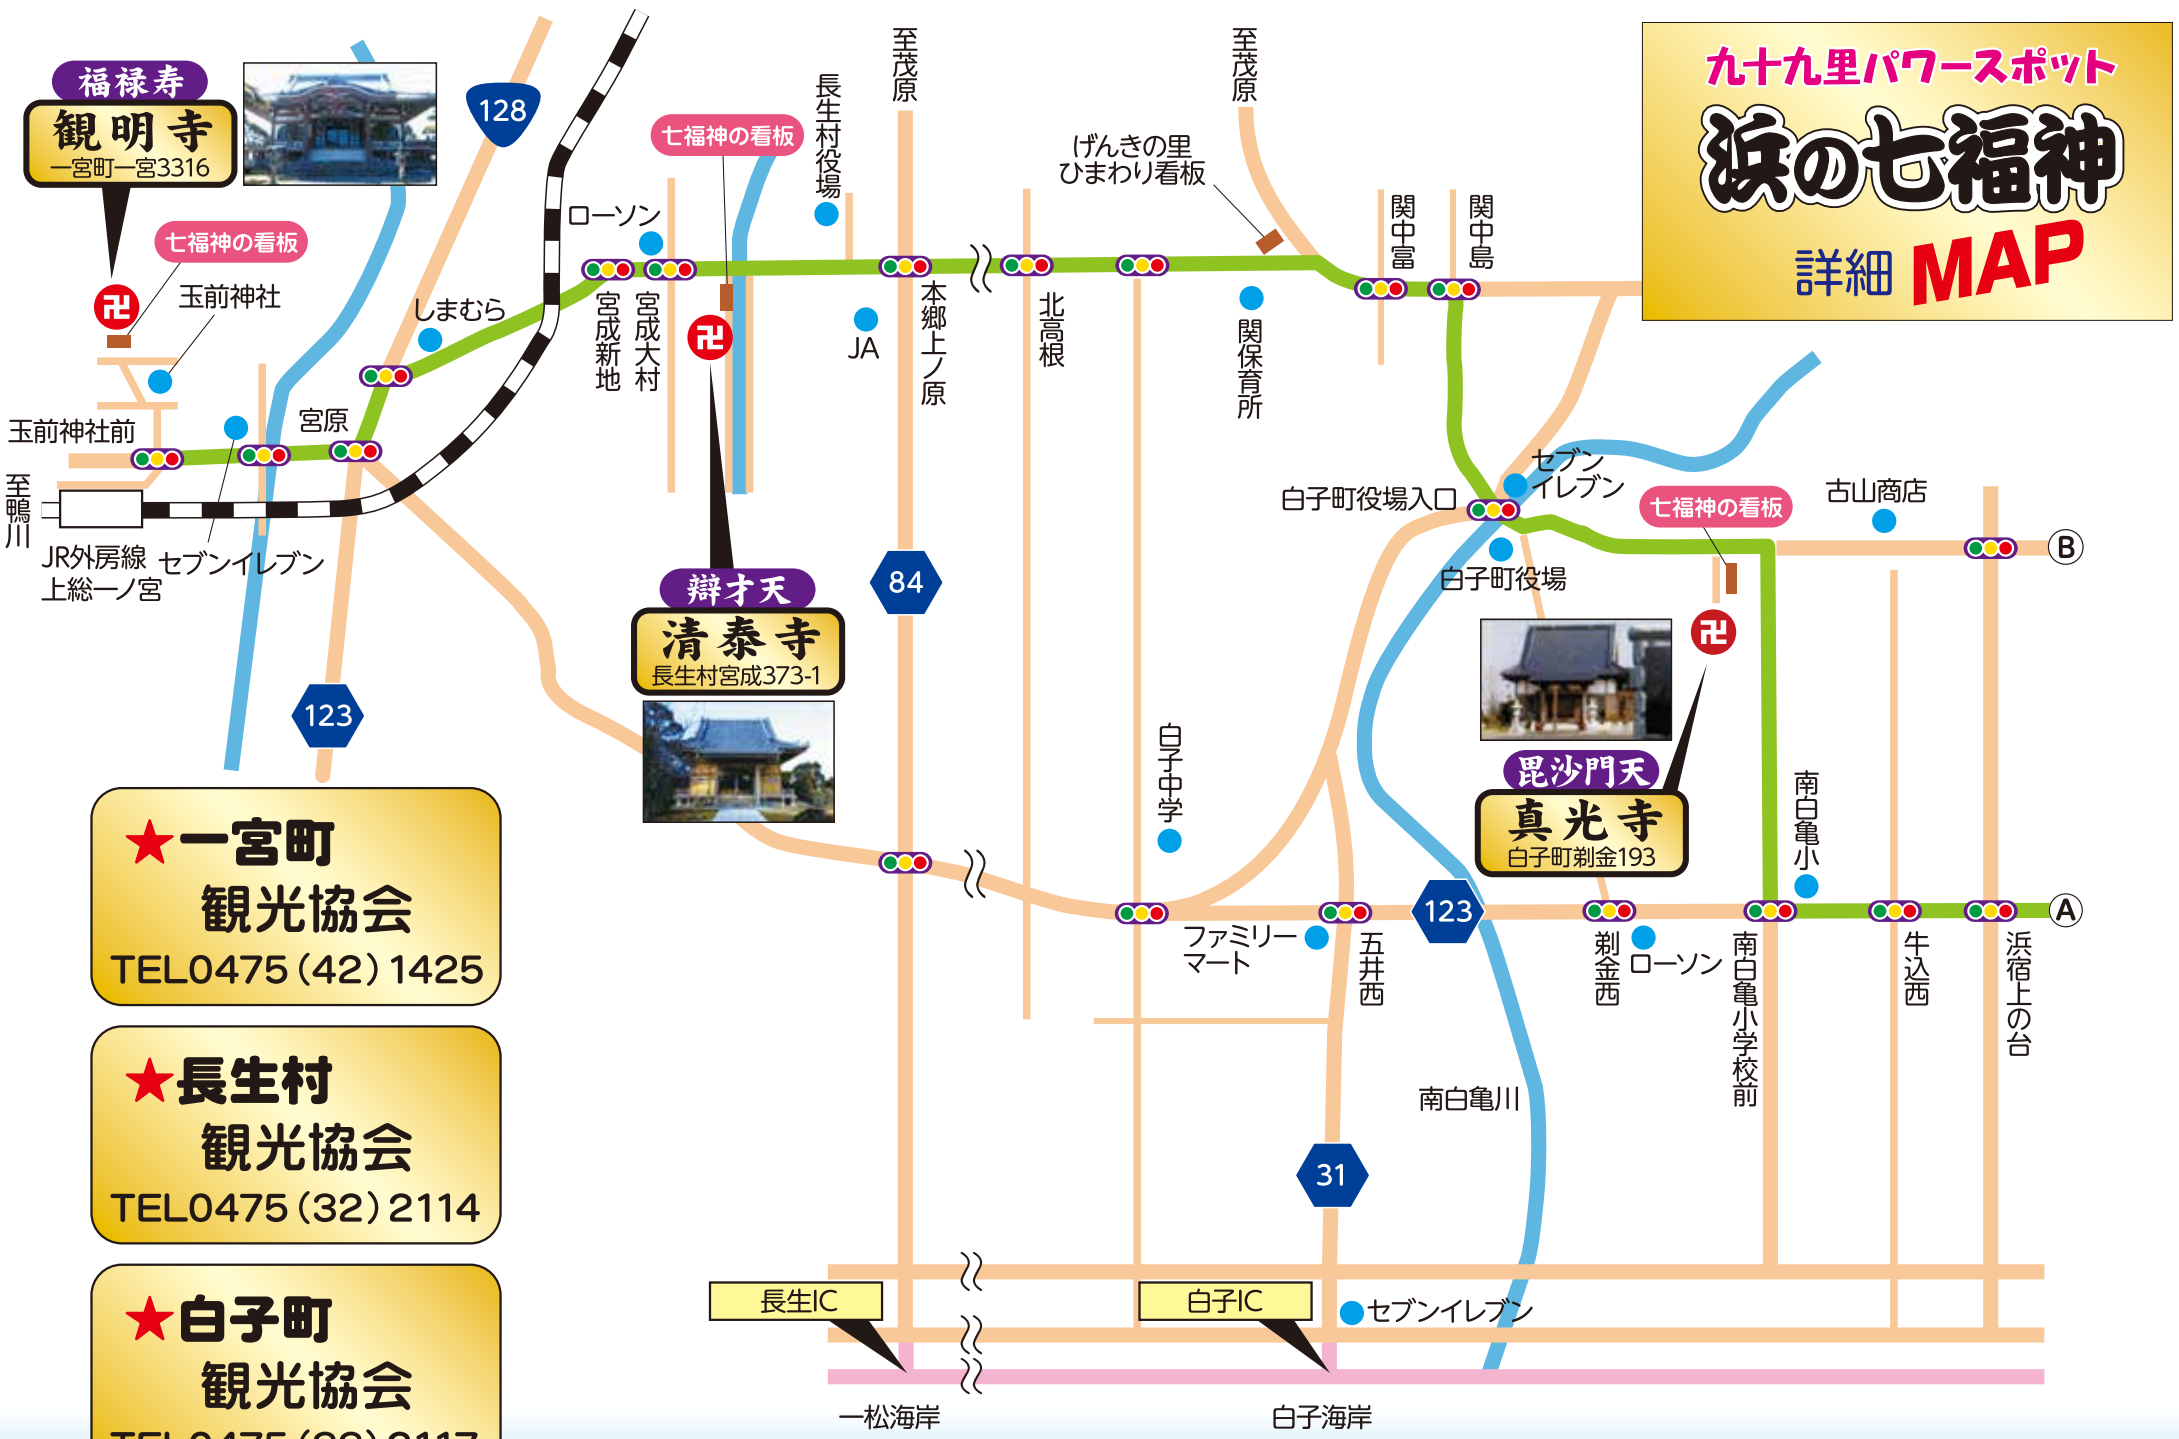 九十九里パワースポット
浜の七福神
詳細 MAP
福禄寿
観明寺
一宮町一宮3316
七福神の看板
玉前神社
玉前神社前
至鴨川
JR外房線
上総一ノ宮
セブンイレブン
宮原
しまむら
128
ローソン
宮成新地
宮成大村
七福神の看板
長生村役場
至茂原
JA
本郷上ノ原
北高根
げんきの里
ひまわり看板
至茂原
関保育所
関中富
関中島
辯才天
清泰寺
長生村宮成373-1
84
123
白子町役場入口
セブン
イレブン
白子町役場
七福神の看板
古山商店
B
毘沙門天
真光寺
白子町剃金193
白子中学
南白亀小
A
ファミリー
マート
五井西
123
剃金西
ローソン
南白亀小学校前
牛込西
浜宿上の台
南白亀川
31
長生IC
白子IC
セブンイレブン
一松海岸
白子海岸
★一宮町
観光協会
TEL0475(42)1425
★長生村
観光協会
TEL0475(32)2114
★白子町
観光協会